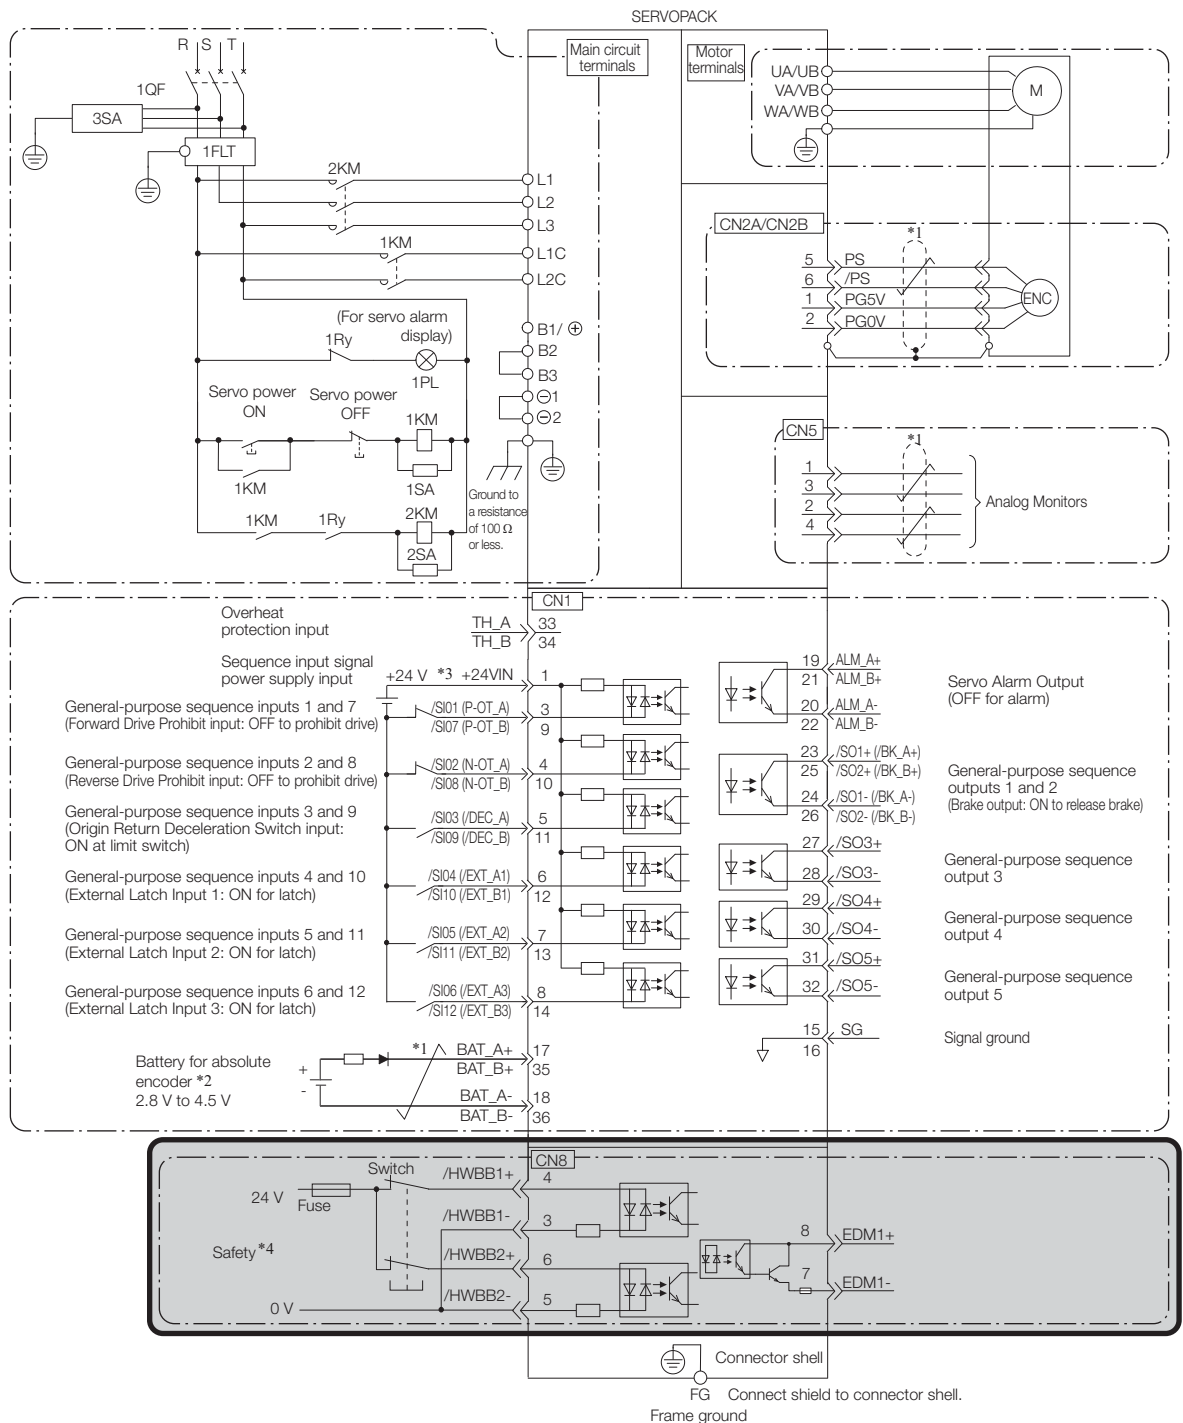 SERVOPACK
R S T
Main circuit
terminals
Motor
terminals
1QF
3SA
1FLT
UA/UB
VA/VB
WA/WB
M
2KM
L1
L2
L3
1KM
L1C
L2C
CN2A/CN2B
*1
5 PS
6 /PS
1 PG5V
2 PG0V
ENC
(For servo alarm
display)
1Ry
1PL
B1/ ⊕
B2
B3
⊖1
⊖2
Servo power
ON
Servo power
OFF
1KM
1KM
1SA
Ground to
a resistance
of 100 Ω
or less.
1KM
1Ry
2KM
2SA
CN5
*1
1
3
2
4
Analog Monitors
CN1
Overheat
protection input
TH_A 33
TH_B 34
Sequence input signal
power supply input
+24 V *3 +24VIN 1
General-purpose sequence inputs 1 and 7
(Forward Drive Prohibit input: OFF to prohibit drive)
/SI01 (P-OT_A) 3
/SI07 (P-OT_B) 9
General-purpose sequence inputs 2 and 8
(Reverse Drive Prohibit input: OFF to prohibit drive)
/SI02 (N-OT_A) 4
/SI08 (N-OT_B) 10
General-purpose sequence inputs 3 and 9
(Origin Return Deceleration Switch input:
ON at limit switch)
/SI03 (/DEC_A) 5
/SI09 (/DEC_B) 11
General-purpose sequence inputs 4 and 10
(External Latch Input 1: ON for latch)
/SI04 (/EXT_A1) 6
/SI10 (/EXT_B1) 12
General-purpose sequence inputs 5 and 11
(External Latch Input 2: ON for latch)
/SI05 (/EXT_A2) 7
/SI11 (/EXT_B2) 13
General-purpose sequence inputs 6 and 12
(External Latch Input 3: ON for latch)
/SI06 (/EXT_A3) 8
/SI12 (/EXT_B3) 14
19 ALM_A+
21 ALM_B+
20 ALM_A-
22 ALM_B-
Servo Alarm Output
(OFF for alarm)
23 /SO1+ (/BK_A+)
25 /SO2+ (/BK_B+)
24 /SO1- (/BK_A-)
26 /SO2- (/BK_B-)
General-purpose sequence
outputs 1 and 2
(Brake output: ON to release brake)
27 /SO3+
28 /SO3-
General-purpose sequence
output 3
29 /SO4+
30 /SO4-
General-purpose sequence
output 4
31 /SO5+
32 /SO5-
General-purpose sequence
output 5
15 SG
16
Signal ground
Battery for absolute
encoder *2
2.8 V to 4.5 V
+
-
*1
BAT_A+ 17
BAT_B+ 35
BAT_A- 18
BAT_B- 36
CN8
Switch
24 V
Fuse
/HWBB1+ 4
/HWBB1- 3
Safety*4
/HWBB2+ 6
/HWBB2- 5
0 V
8 EDM1+
7 EDM1-
Connector shell
FG Connect shield to connector shell.
Frame ground